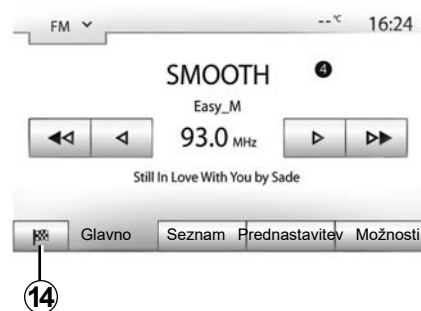 FM --°C 16:24
SMOOTH 4
Easy_M
93.0 MHz
Still In Love With You by Sade
Glavno Seznam Prednastavitev Možnosti
14